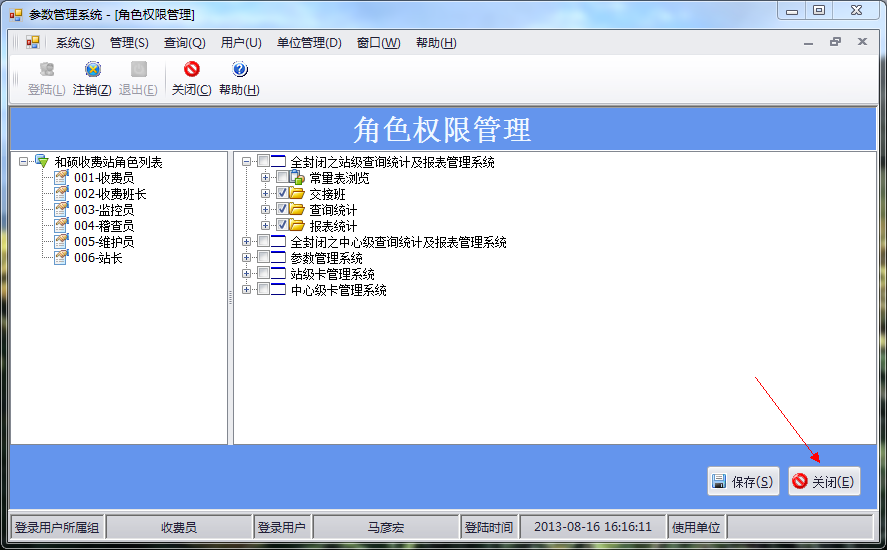 参数管理系统 - [角色权限管理]
系统(S) 管理(S) 查询(Q) 用户(U) 单位管理(D) 窗口(W) 帮助(H)
登陆(L) 注销(Z) 退出(E) 关闭(C) 帮助(H)
角色权限管理
和硕收费站角色列表
001-收费员
002-收费班长
003-监控员
004-稽查员
005-维护员
006-站长
全封闭之站级查询统计及报表管理系统
常量表浏览
交接班
查询统计
报表统计
全封闭之中心级查询统计及报表管理系统
参数管理系统
站级卡管理系统
中心级卡管理系统
保存(S) 关闭(E)
登录用户所属组 收费员 登录用户 马彦宏 登陆时间 2013-08-16 16:16:11 使用单位